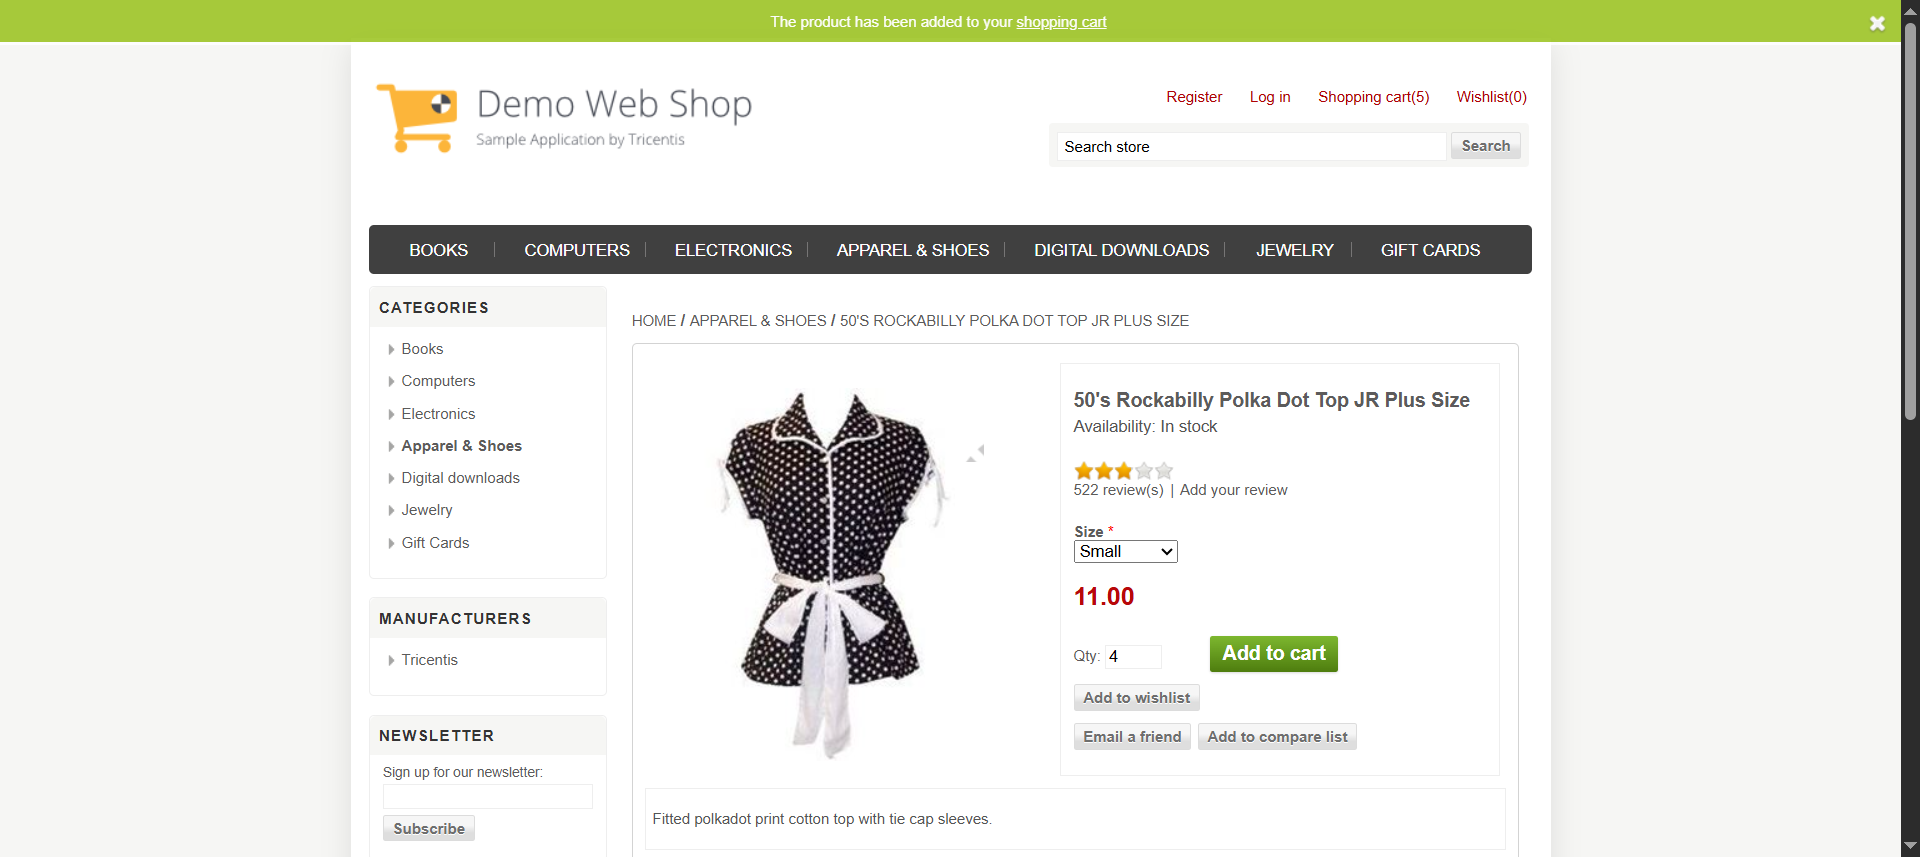 The product has been added to your shopping cart
Demo Web Shop
Sample Application by Tricentis
Register Log in Shopping cart(5) Wishlist(0)
Search store Search
BOOKS COMPUTERS ELECTRONICS APPAREL & SHOES DIGITAL DOWNLOADS JEWELRY GIFT CARDS
CATEGORIES
Books
Computers
Electronics
Apparel & Shoes
Digital downloads
Jewelry
Gift Cards
MANUFACTURERS
Tricentis
NEWSLETTER
Sign up for our newsletter:
Subscribe
HOME / APPAREL & SHOES / 50'S ROCKABILLY POLKA DOT TOP JR PLUS SIZE
50's Rockabilly Polka Dot Top JR Plus Size
Availability: In stock
522 review(s) | Add your review
Size *
Small
11.00
Qty: 4 Add to cart
Add to wishlist
Email a friend Add to compare list
Fitted polkadot print cotton top with tie cap sleeves.